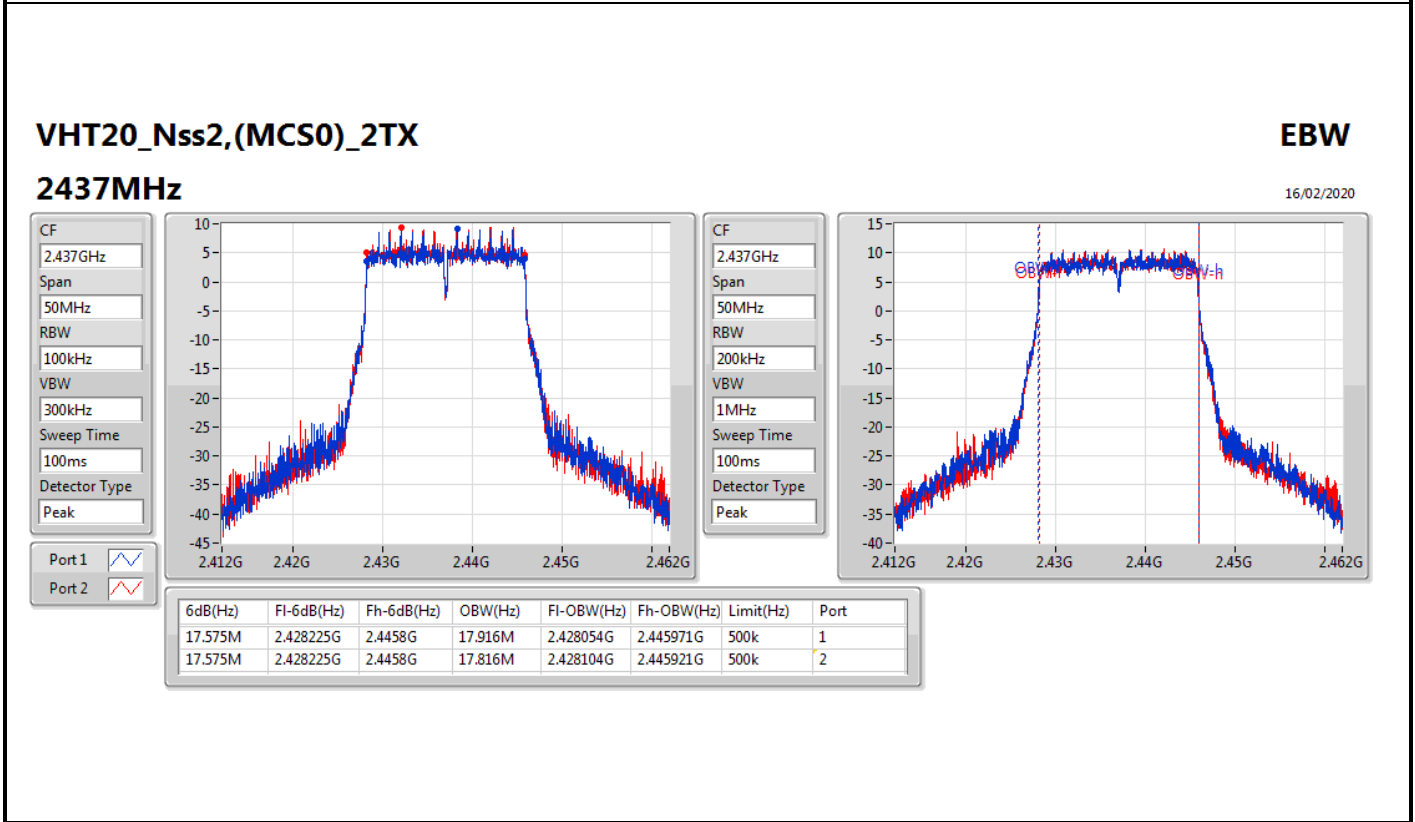 VHT20_Nss2,(MCS0)_2TX EBW
2437MHz 16/02/2020
CF
2.437GHz
Span
50MHz
RBW
100kHz
VBW
300kHz
Sweep Time
100ms
Detector Type
Peak
Port 1
Port 2
10
5
0
-5
-10
-15
-20
-25
-30
-35
-40
-45
2.412G 2.42G 2.43G 2.44G 2.45G 2.462G
CF
2.437GHz
Span
50MHz
RBW
200kHz
VBW
1MHz
Sweep Time
100ms
Detector Type
Peak
15
10
5
0
-5
-10
-15
-20
-25
-30
-35
-40
OBW-h
2.412G 2.42G 2.43G 2.44G 2.45G 2.462G
6dB(Hz) Fl-6dB(Hz) Fh-6dB(Hz) OBW(Hz) Fl-OBW(Hz) Fh-OBW(Hz) Limit(Hz) Port
17.575M 2.428225G 2.4458G 17.916M 2.428054G 2.445971G 500k 1
17.575M 2.428225G 2.4458G 17.816M 2.428104G 2.445921G 500k 2